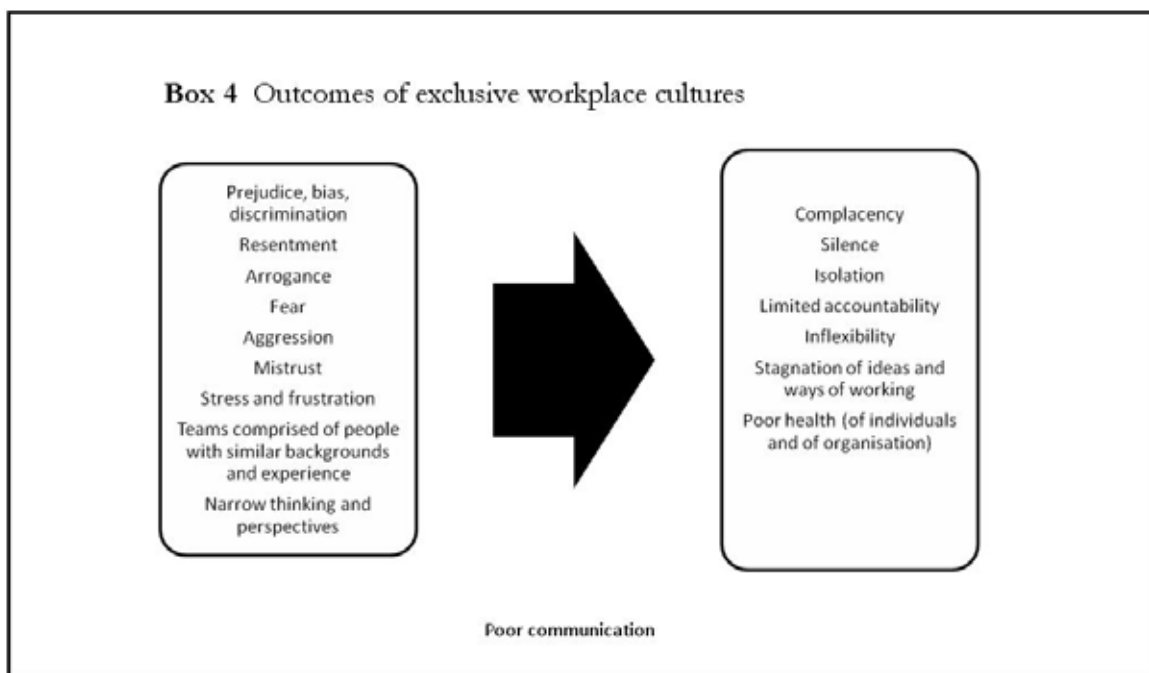 Box 4 Outcomes of exclusive workplace cultures
Prejudice, bias,
discrimination
Resentment
Arrogance
Fear
Aggression
Mistrust
Stress and frustration
Teams comprised of people
with similar backgrounds
and experience
Narrow thinking and
perspectives
Complacency
Silence
Isolation
Limited accountability
Inflexibility
Stagnation of ideas and
ways of working
Poor health (of individuals
and of organisation)
Poor communication